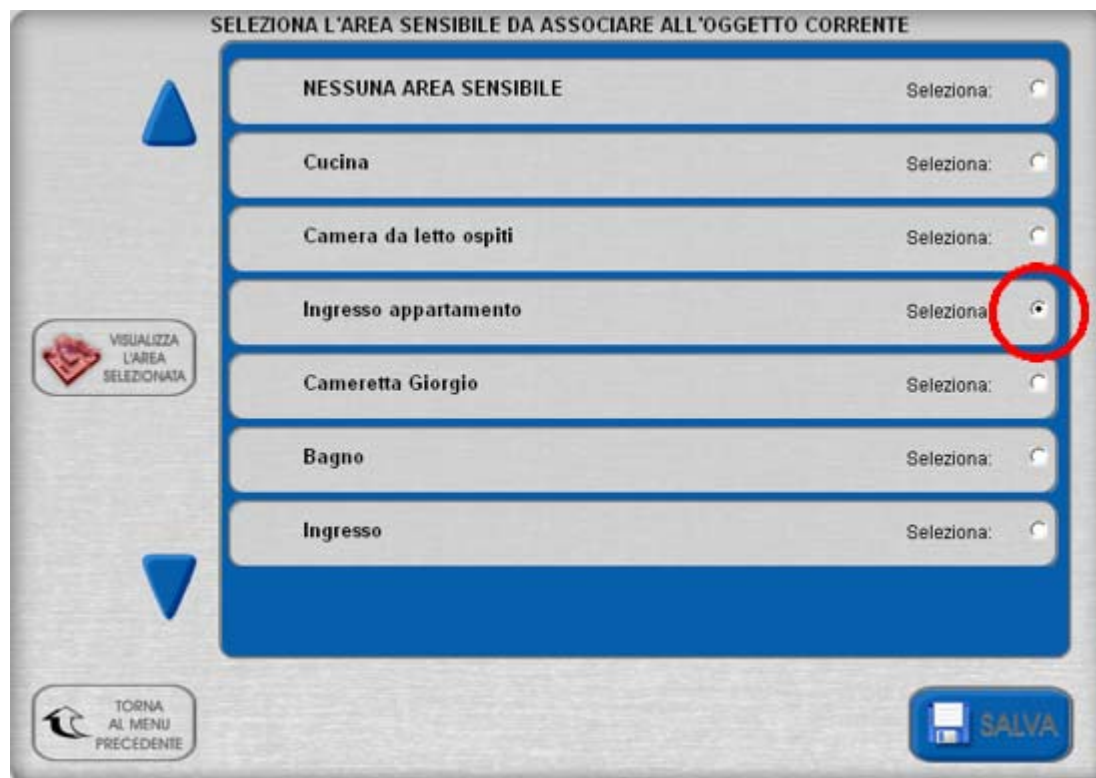 SELEZIONA L'AREA SENSIBILE DA ASSOCIARE ALL'OGGETTO CORRENTE
NESSUNA AREA SENSIBILE Seleziona:
Cucina Seleziona:
Camera da letto ospiti Seleziona:
Ingresso appartamento Seleziona
Cameretta Giorgio Seleziona:
Bagno Seleziona:
Ingresso Seleziona:
VISUALIZZA
L'AREA
SELEZIONATA
TORNA
AL MENU
PRECEDENTE
SALVA